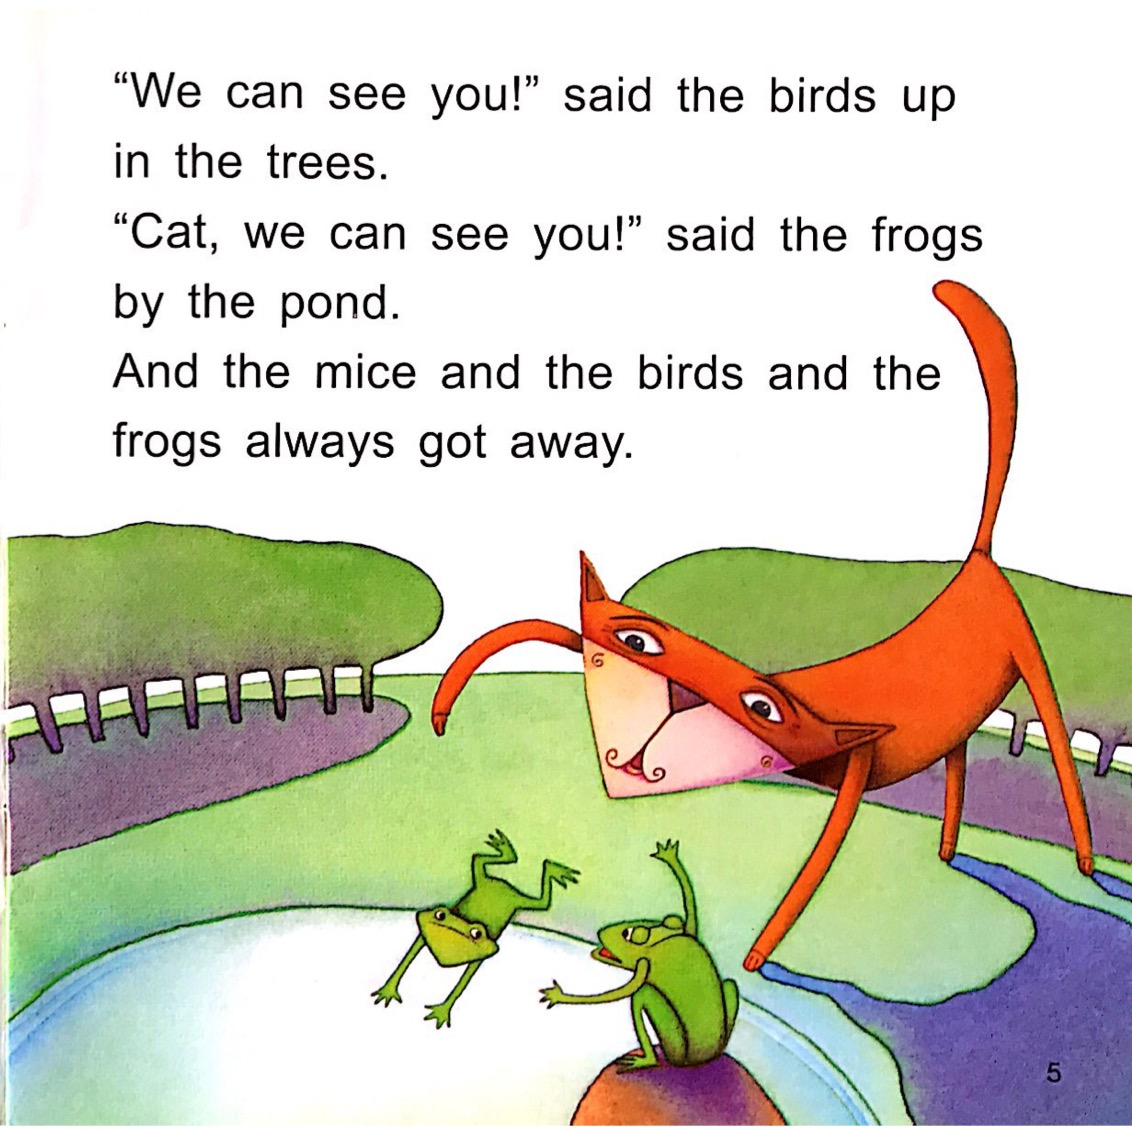 “We can see you!” said the birds up
in the trees.
“Cat, we can see you!” said the frogs
by the pond.
And the mice and the birds and the
frogs always got away.
5